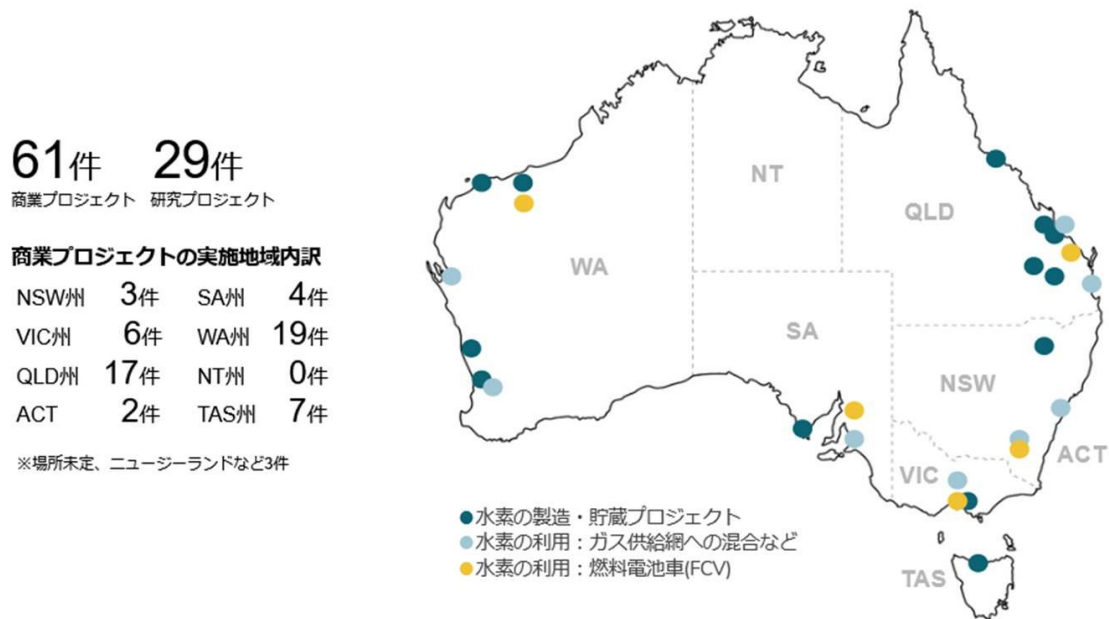 61件 29件
商業プロジェクト 研究プロジェクト
商業プロジェクトの実施地域内訳
NSW州 3件 SA州 4件
VIC州 6件 WA州 19件
QLD州 17件 NT州 0件
ACT 2件 TAS州 7件
※場所未定、ニュージーランドなど3件
NT
QLD
WA
SA
NSW
ACT
VIC
TAS
水素の製造・貯蔵プロジェクト
水素の利用：ガス供給網への混合など
水素の利用：燃料電池車(FCV)